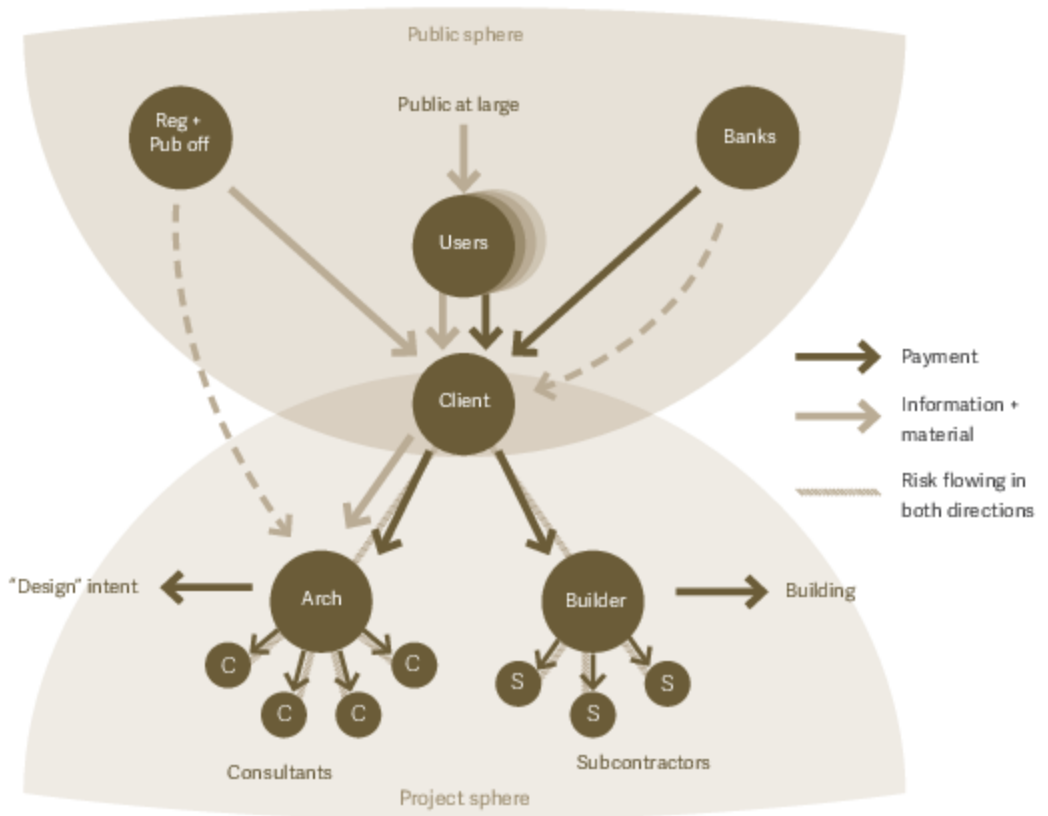 Public sphere
Public at large
Reg +
Pub off
Banks
Users
Client
Payment
Information +
material
Risk flowing in
both directions
"Design" intent
Arch
Builder
Building
C
C
C
C
S
S
S
Consultants
Subcontractors
Project sphere